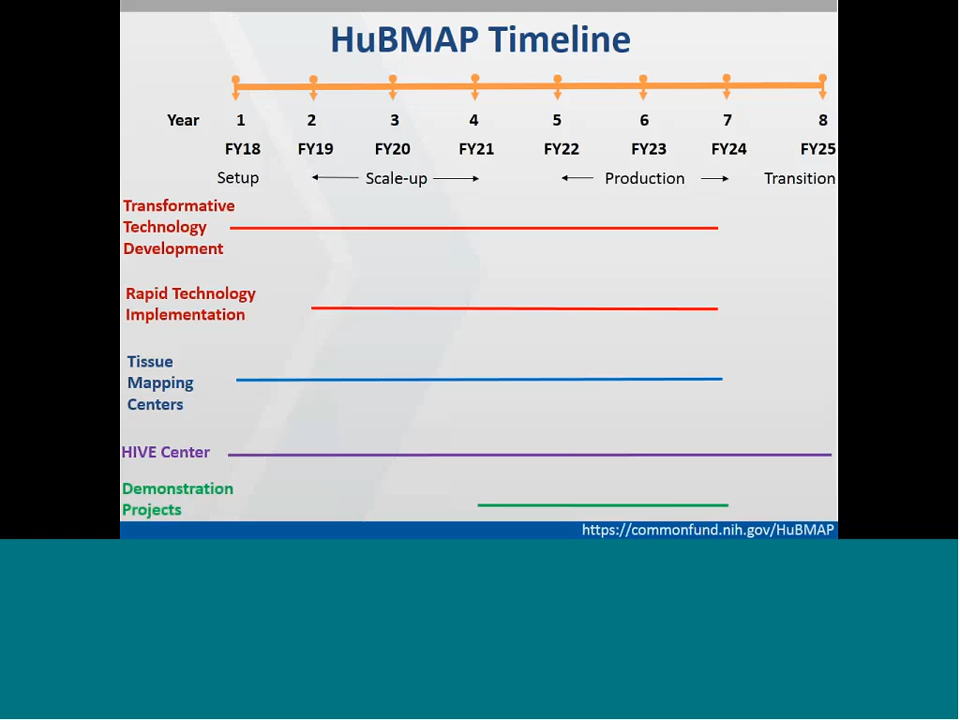 HuBMAP Timeline
Year 1 2 3 4 5 6 7 8
FY18 FY19 FY20 FY21 FY22 FY23 FY24 FY25
Setup Scale-up Production Transition
Transformative
Technology
Development
Rapid Technology
Implementation
Tissue
Mapping
Centers
HIVE Center
Demonstration
Projects
https://commonfund.nih.gov/HuBMAP